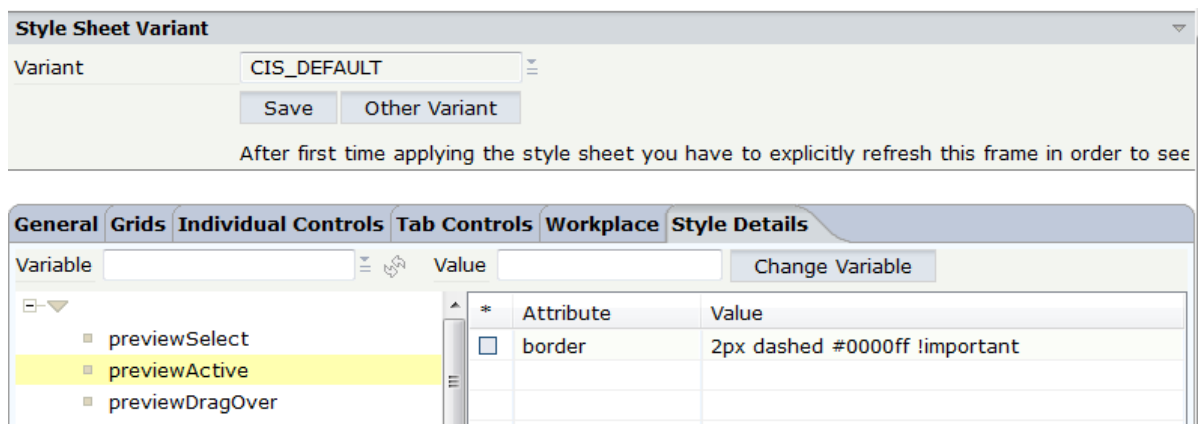 Style Sheet Variant
Variant CIS_DEFAULT
Save Other Variant
After first time applying the style sheet you have to explicitly refresh this frame in order to see
General Grids Individual Controls Tab Controls Workplace Style Details
Variable Value Change Variable
* Attribute Value
previewSelect border 2px dashed #0000ff !important
previewActive
previewDragOver